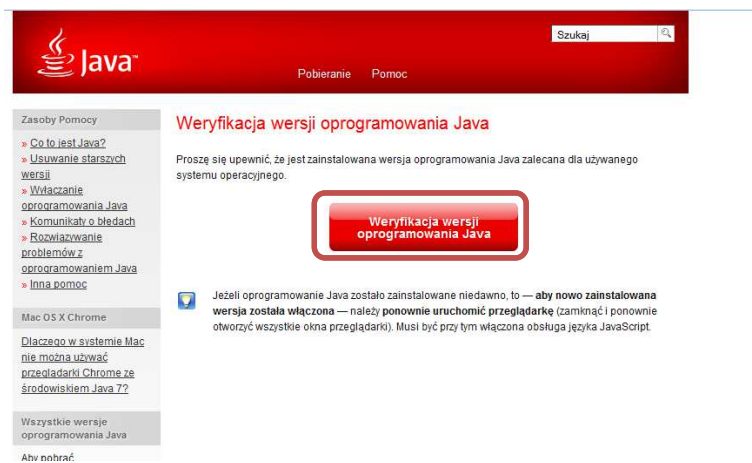 Java™
Szukaj
Pobieranie Pomoc
Zasoby Pomocy
» Co to jest Java?
» Usuwanie starszych
wersji
» Wyłączanie
oprogramowania Java
» Komunikaty o błędach
» Rozwiązywanie
problemów z
oprogramowaniem Java
» Inna pomoc
Mac OS X Chrome
Dlaczego w systemie Mac
nie można używać
przeglądarki Chrome ze
środowiskiem Java 7?
Wszystkie wersje
oprogramowania Java
Aby pobrać
Weryfikacja wersji oprogramowania Java
Proszę się upewnić, że jest zainstalowana wersja oprogramowania Java zalecana dla używanego
systemu operacyjnego.
Weryfikacja wersji
oprogramowania Java
Jeżeli oprogramowanie Java zostało zainstalowane niedawno, to — aby nowo zainstalowana
wersja została włączona — należy ponownie uruchomić przeglądarkę (zamknąć i ponownie
otworzyć wszystkie okna przeglądarki). Musi być przy tym włączona obsługa języka JavaScript.